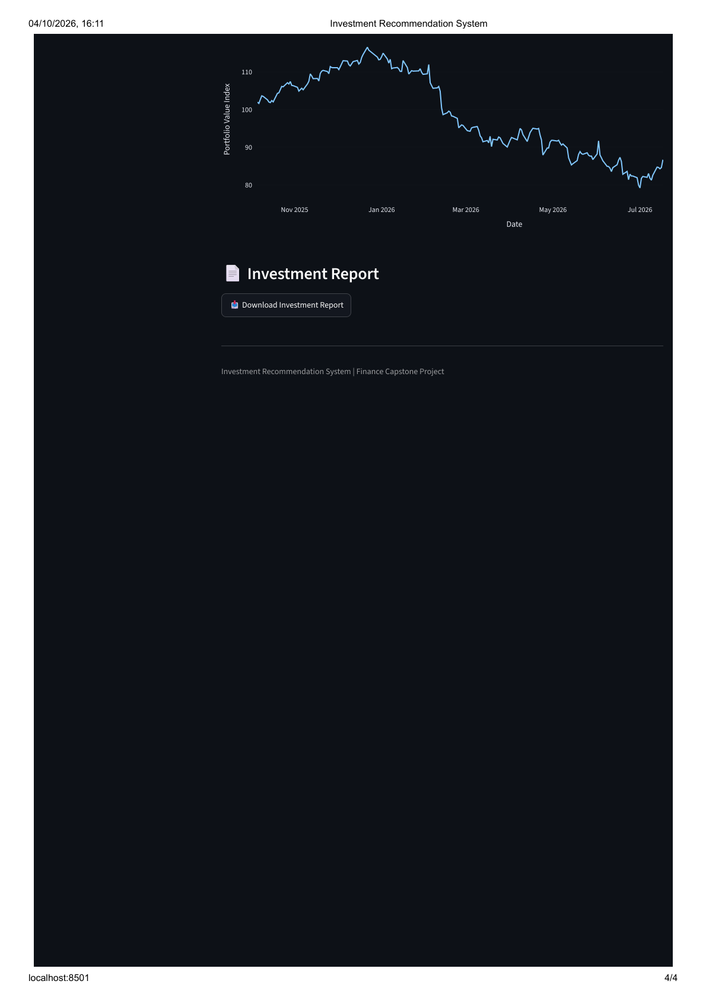 04/10/2026, 16:11
Investment Recommendation System
110
100
90
80
Portfolio Value Index
Nov 2025
Jan 2026
Mar 2026
May 2026
Jul 2026
Date
Investment Report
Download Investment Report
Investment Recommendation System | Finance Capstone Project
localhost:8501
4/4